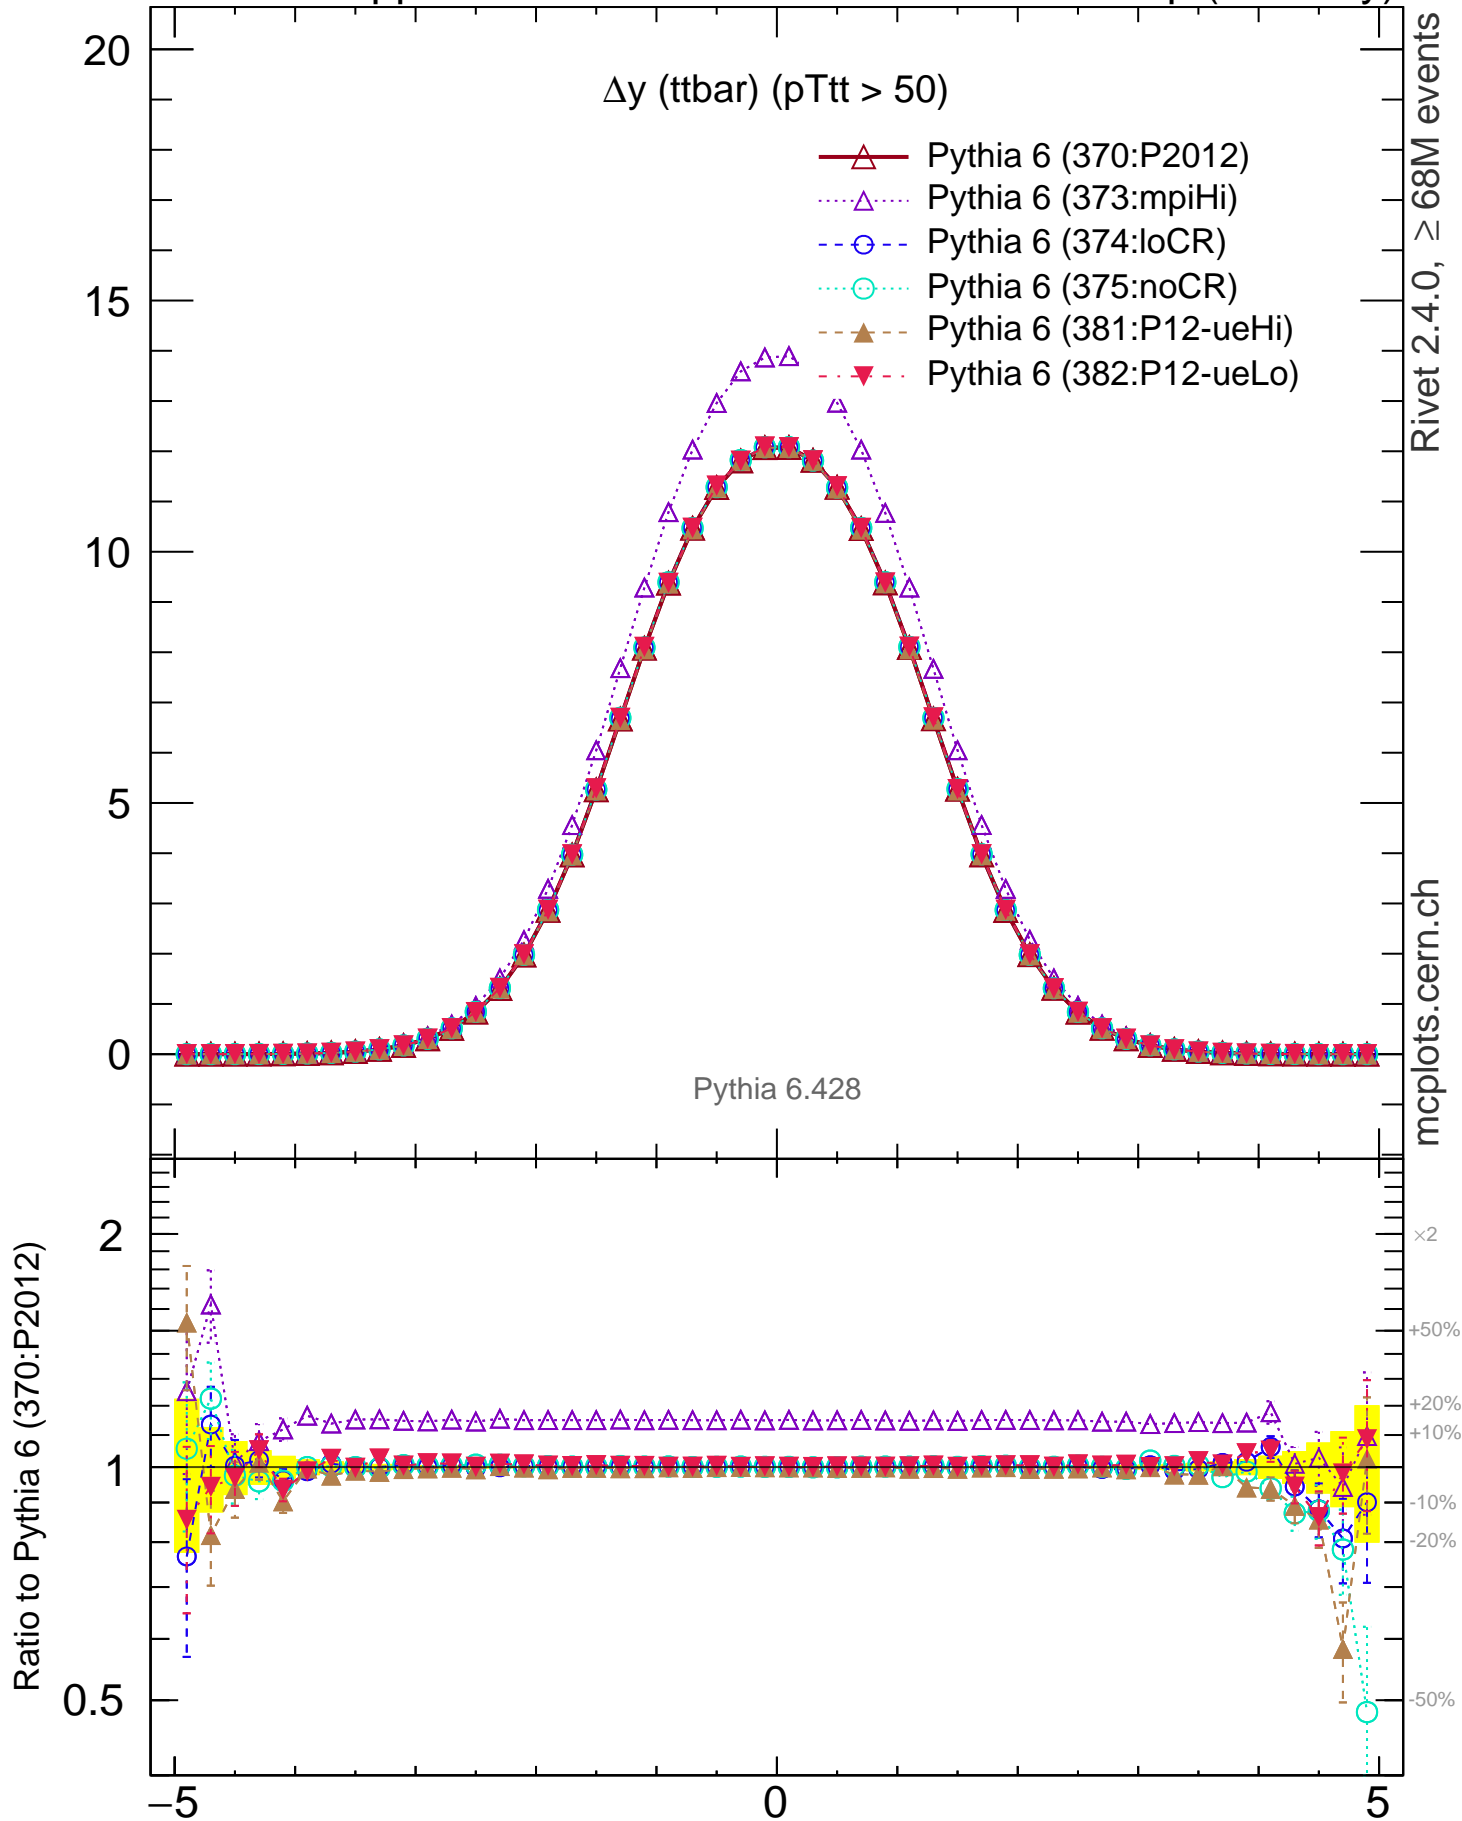 pp
20
15
10
5
0
Δy (ttbar) (pTtt > 50)
Pythia 6 (370:P2012)
Pythia 6 (373:mpiHi)
Pythia 6 (374:loCR)
Pythia 6 (375:noCR)
Pythia 6 (381:P12-ueHi)
Pythia 6 (382:P12-ueLo)
Pythia 6.428
Rivet 2.4.0, ≥ 68M events
mcplots.cern.ch
Ratio to Pythia 6 (370:P2012)
2
1
0.5
×2
+50%
+20%
+10%
-10%
-20%
-50%
−5
0
5